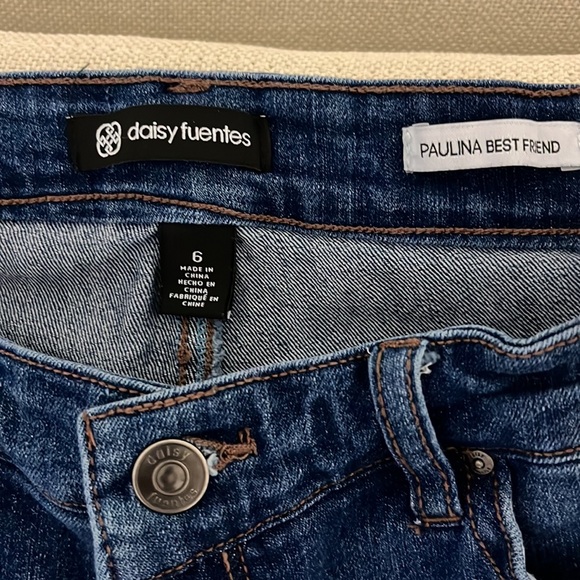 daisy fuentes
PAULINA BEST FRIEND
6
MADE IN
CHINA
HECHO EN
CHINA
FABRIQUÉ EN
CHINE
daisy
fuentes